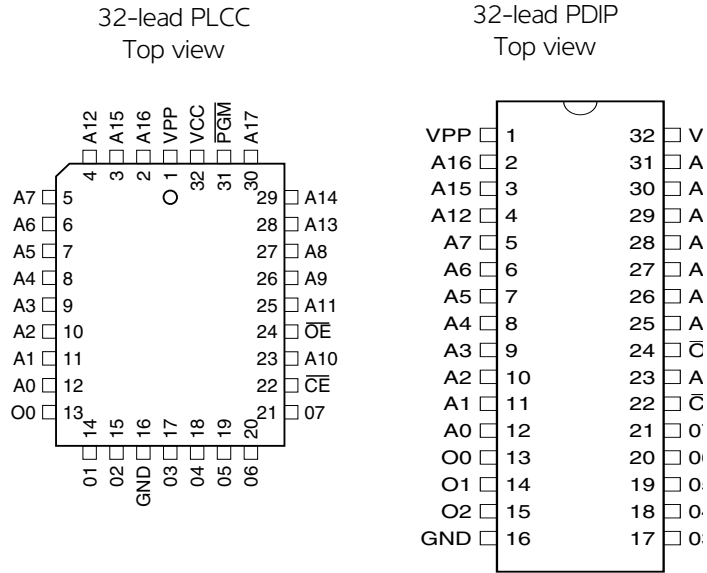 32-lead PLCC
Top view
A12
A15
A16
VPP
VCC
PGM
A17
4
3
2
1
32
31
30
A7 5
A6 6
A5 7
A4 8
A3 9
A2 10
A1 11
A0 12
O0 13
29 A14
28 A13
27 A8
26 A9
25 A11
24 OE
23 A10
22 CE
21 07
14
15
16
17
18
19
20
01
02
GND
03
04
05
06
32-lead PDIP
Top view
VPP 1
A16 2
A15 3
A12 4
A7 5
A6 6
A5 7
A4 8
A3 9
A2 10
A1 11
A0 12
O0 13
O1 14
O2 15
GND 16
32
31
30
29
28
27
26
25
24
23
22
21
20
19
18
17